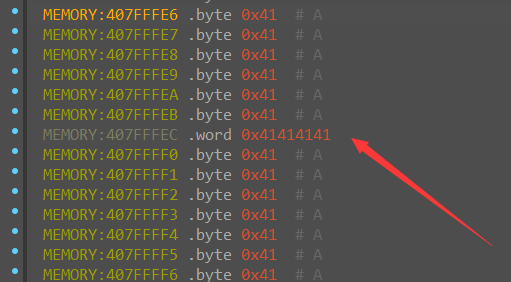 MEMORY:407FFFE6 .byte 0x41 # A
MEMORY:407FFFE7 .byte 0x41 # A
MEMORY:407FFFE8 .byte 0x41 # A
MEMORY:407FFFE9 .byte 0x41 # A
MEMORY:407FFFEA .byte 0x41 # A
MEMORY:407FFFEB .byte 0x41 # A
MEMORY:407FFFEC .word 0x41414141
MEMORY:407FFFF0 .byte 0x41 # A
MEMORY:407FFFF1 .byte 0x41 # A
MEMORY:407FFFF2 .byte 0x41 # A
MEMORY:407FFFF3 .byte 0x41 # A
MEMORY:407FFFF4 .byte 0x41 # A
MEMORY:407FFFF5 .byte 0x41 # A
MEMORY:407FFFF6 .byte 0x41 # A